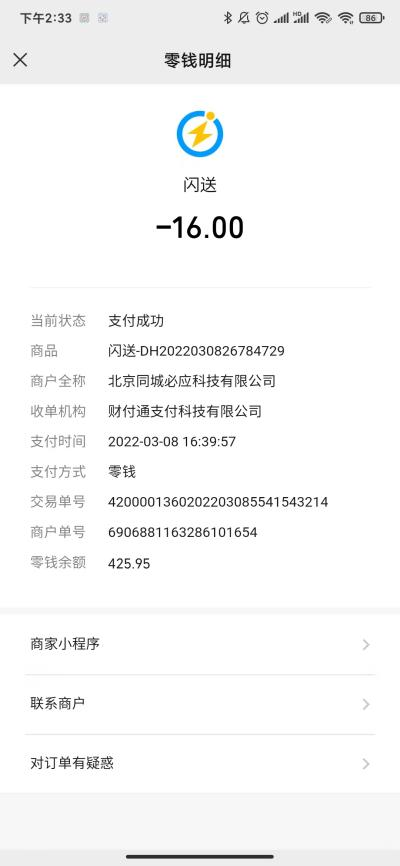 下午2:33
HD
86
零钱明细
闪送
-16.00
当前状态 支付成功
商品 闪送-DH2022030826784729
商户全称 北京同城必应科技有限公司
收单机构 财付通支付科技有限公司
支付时间 2022-03-08 16:39:57
支付方式 零钱
交易单号 4200001360202203085541543214
商户单号 6906881163286101654
零钱余额 425.95
商家小程序
联系商户
对订单有疑惑